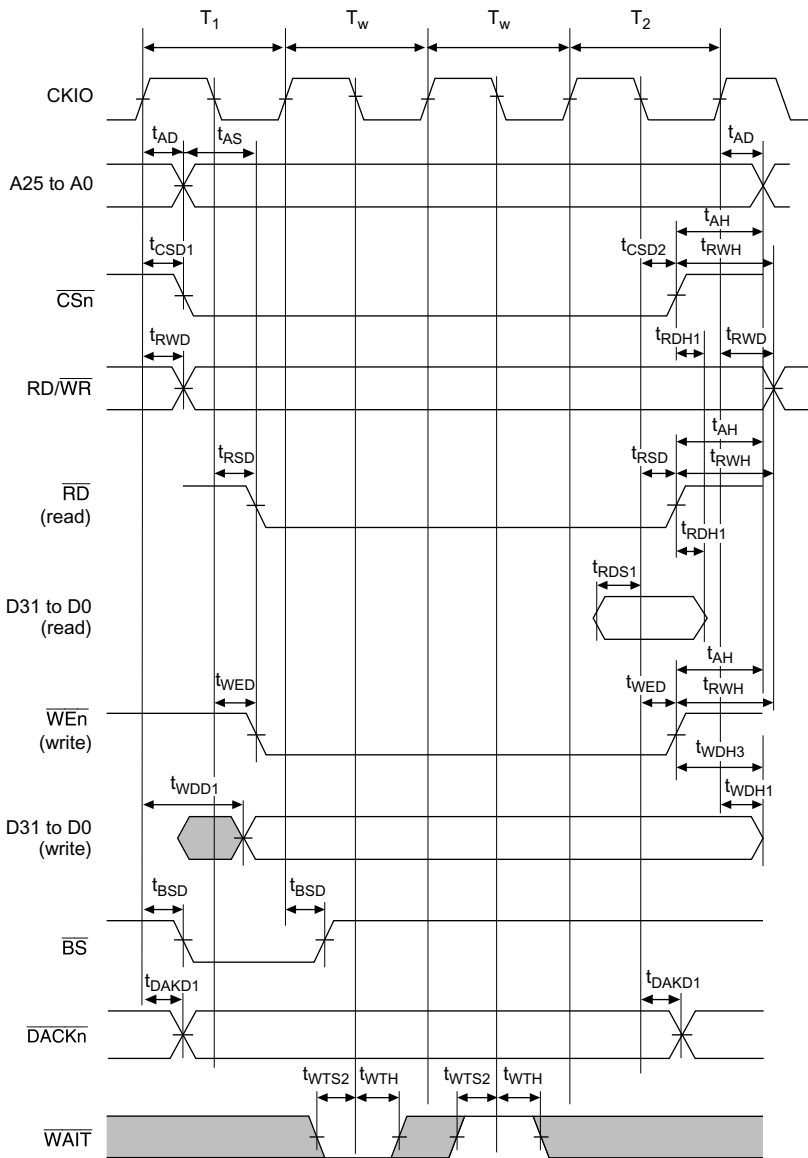 T1 Tw Tw T2
CKIO
tAD tAS tAD
A25 to A0
tAH
tCSD1 tCSD2 tRWH
CSn
tRWD tRDH1 tRWD
RD/WR
tAH
tRSD tRSD tRWH
RD
(read)
tRDH1
tRDS1
D31 to D0
(read)
tAH
tWED tWED tRWH
WEn
(write)
tWDH3
tWDD1 tWDH1
D31 to D0
(write)
tBSD tBSD
BS
tDAKD1 tDAKD1
DACKn
tWTS2 tWTH tWTS2 tWTH
WAIT